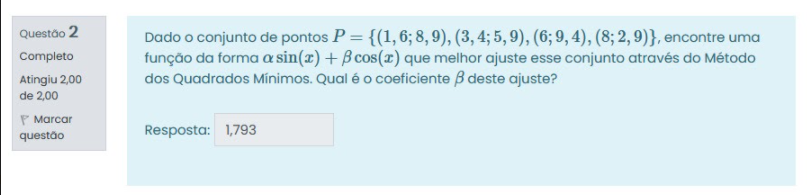 Questão 2
Completo
Atingiu 2,00
de 2,00
Marcar
questão
Dado o conjunto de pontos P = {(1, 6; 8, 9), (3, 4; 5, 9), (6; 9, 4), (8; 2, 9)}, encontre uma
função da forma α sin(x) + β cos(x) que melhor ajuste esse conjunto através do Método
dos Quadrados Mínimos. Qual é o coeficiente β deste ajuste?
Resposta: 1,793